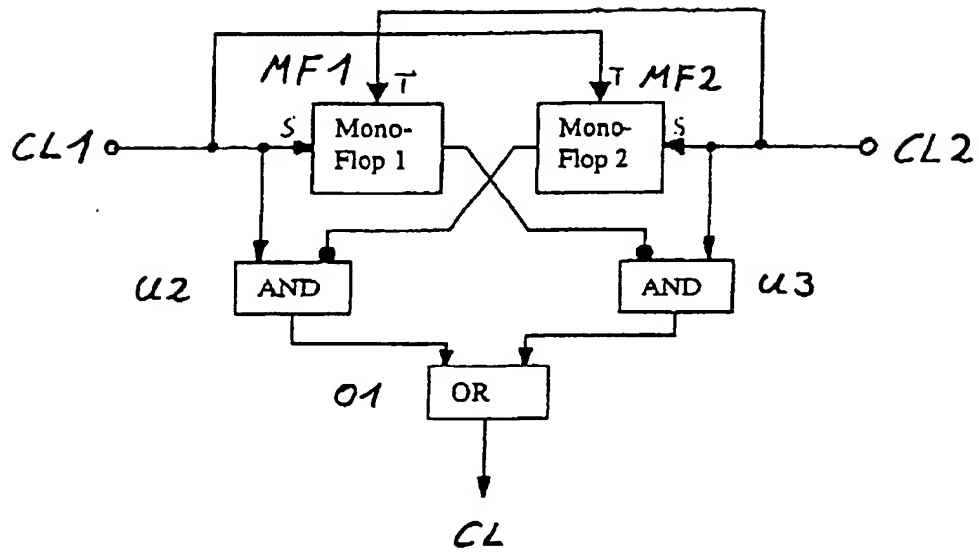 MF1
T
T
MF2
CL1
S
Mono-
Flop 1
Mono-
Flop 2
S
CL2
U2
AND
AND
U3
O1
OR
CL